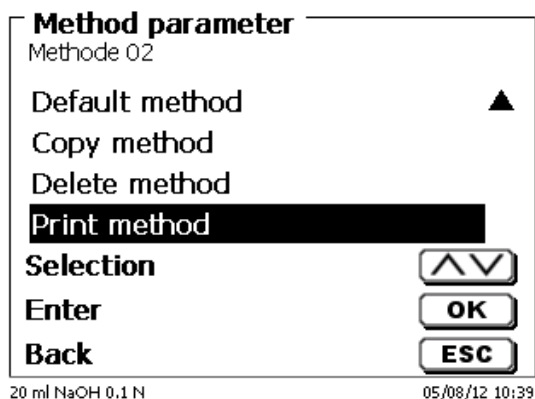 Method parameter
Methode 02
Default method
Copy method
Delete method
Print method
Selection
Enter OK
Back ESC
20 ml NaOH 0.1 N 05/08/12 10:39